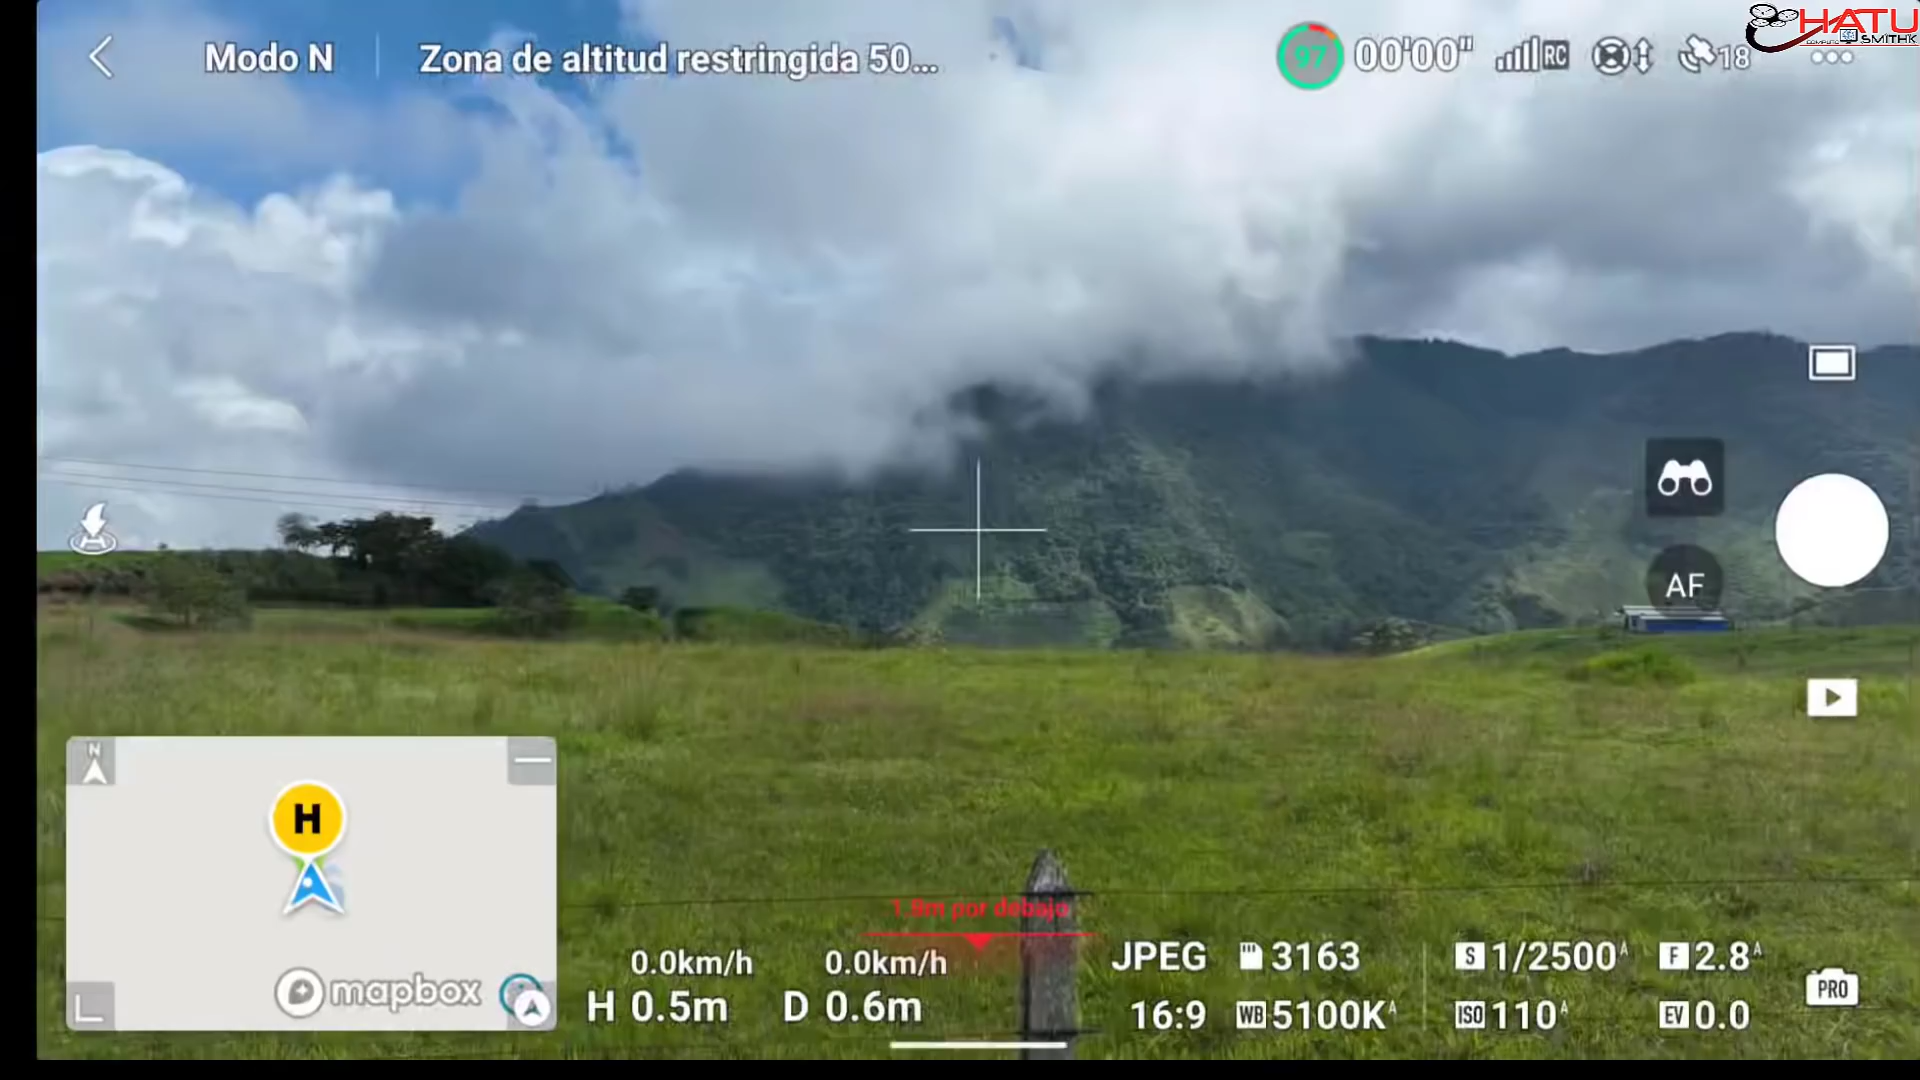 HATU
COMPUTO SMITHK
Modo N
Zona de altitud restringida 50...
97
00'00"
RC
18
AF
N
H
mapbox
1.9m por debajo
0.0km/h
0.0km/h
H 0.5m
D 0.6m
JPEG
3163
S 1/2500 A
F 2.8 A
16:9
WB 5100K A
ISO 110 A
EV 0.0
PRO